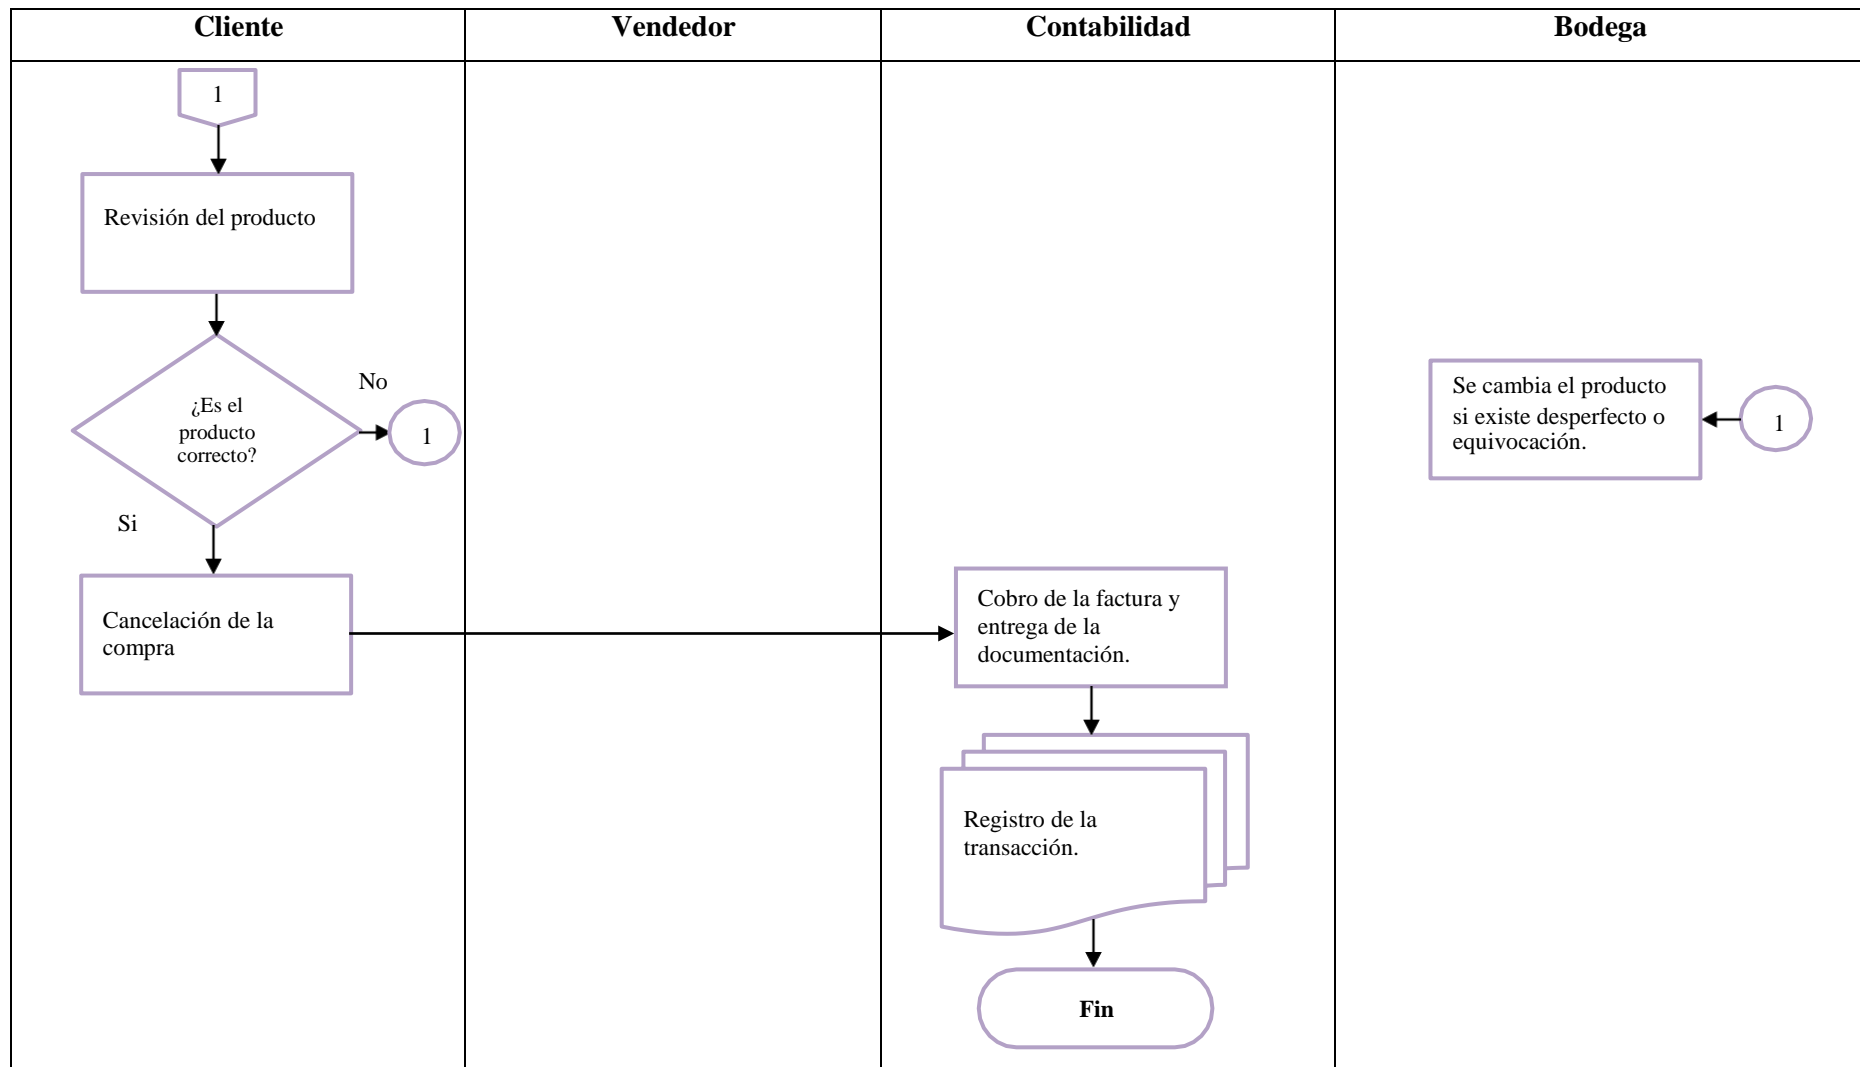 Cliente
Vendedor
Contabilidad
Bodega
1
Revisión del producto
No
¿Es el
producto
correcto?
1
Se cambia el producto
si existe desperfecto o
equivocación.
1
Si
Cancelación de la
compra
Cobro de la factura y
entrega de la
documentación.
Registro de la
transacción.
Fin